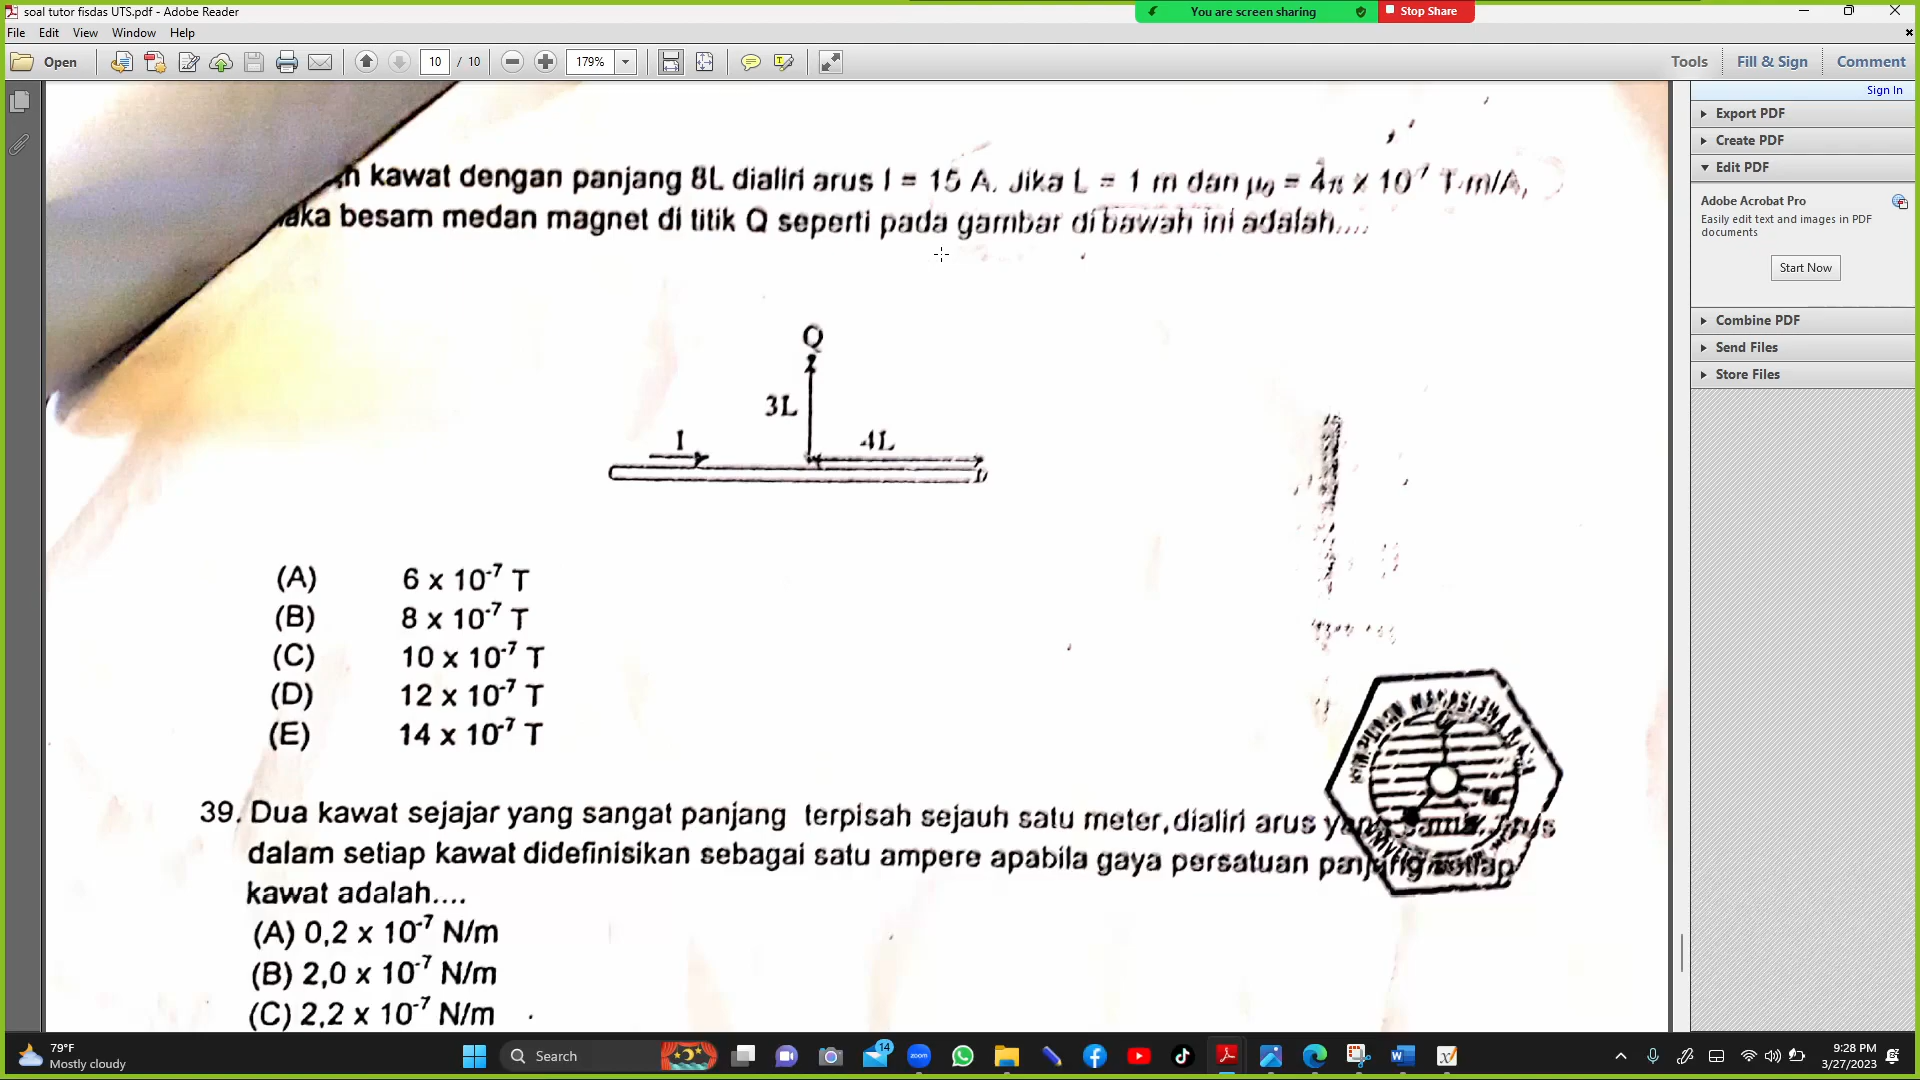 soal tutor fisdas UTS.pdf - Adobe Reader
You are screen sharing
Stop Share
File Edit View Window Help
Open
10 / 10
179%
Tools Fill & Sign Comment
Sign In
Export PDF
Create PDF
Edit PDF
Adobe Acrobat Pro
Easily edit text and images in PDF
documents
Start Now
Combine PDF
Send Files
Store Files
kawat dengan panjang 8L dialiri arus I = 15 A. Jika L = 1 m dan μ₀ = 4π x 10⁻⁷ T.m/A,
besarn medan magnet di titik Q seperti pada gambar di bawah ini adalah....
Q
3L
I
4L
(A) 6 x 10⁻⁷ T
(B) 8 x 10⁻⁷ T
(C) 10 x 10⁻⁷ T
(D) 12 x 10⁻⁷ T
(E) 14 x 10⁻⁷ T
39. Dua kawat sejajar yang sangat panjang terpisah sejauh satu meter, dialiri arus
dalam setiap kawat didefinisikan sebagai satu ampere apabila gaya persatuan
kawat adalah....
(A) 0,2 x 10⁻⁷ N/m
(B) 2,0 x 10⁻⁷ N/m
(C) 2,2 x 10⁻⁷ N/m
79°F
Mostly cloudy
Search
14
zoom
9:28 PM
3/27/2023